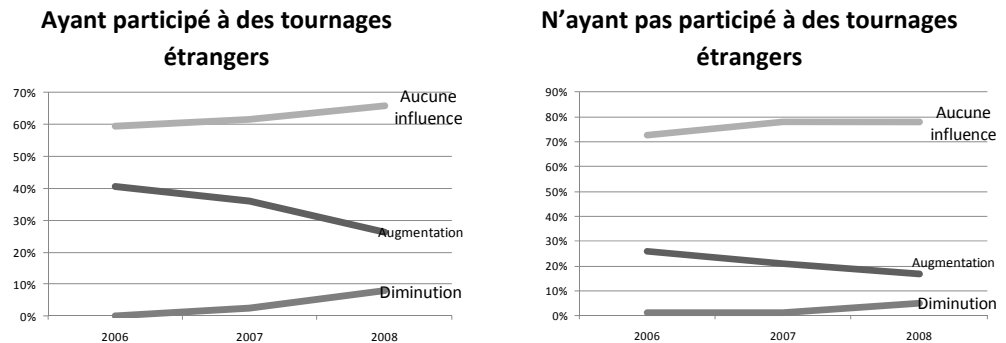 Ayant participé à des tournages
étrangers
70%
60%
50%
40%
30%
20%
10%
0%
Aucune
influence
Augmentation
Diminution
2006 2007 2008
N'ayant pas participé à des tournages
étrangers
90%
80%
70%
60%
50%
40%
30%
20%
10%
0%
Aucune
influence
Augmentation
Diminution
2006 2007 2008